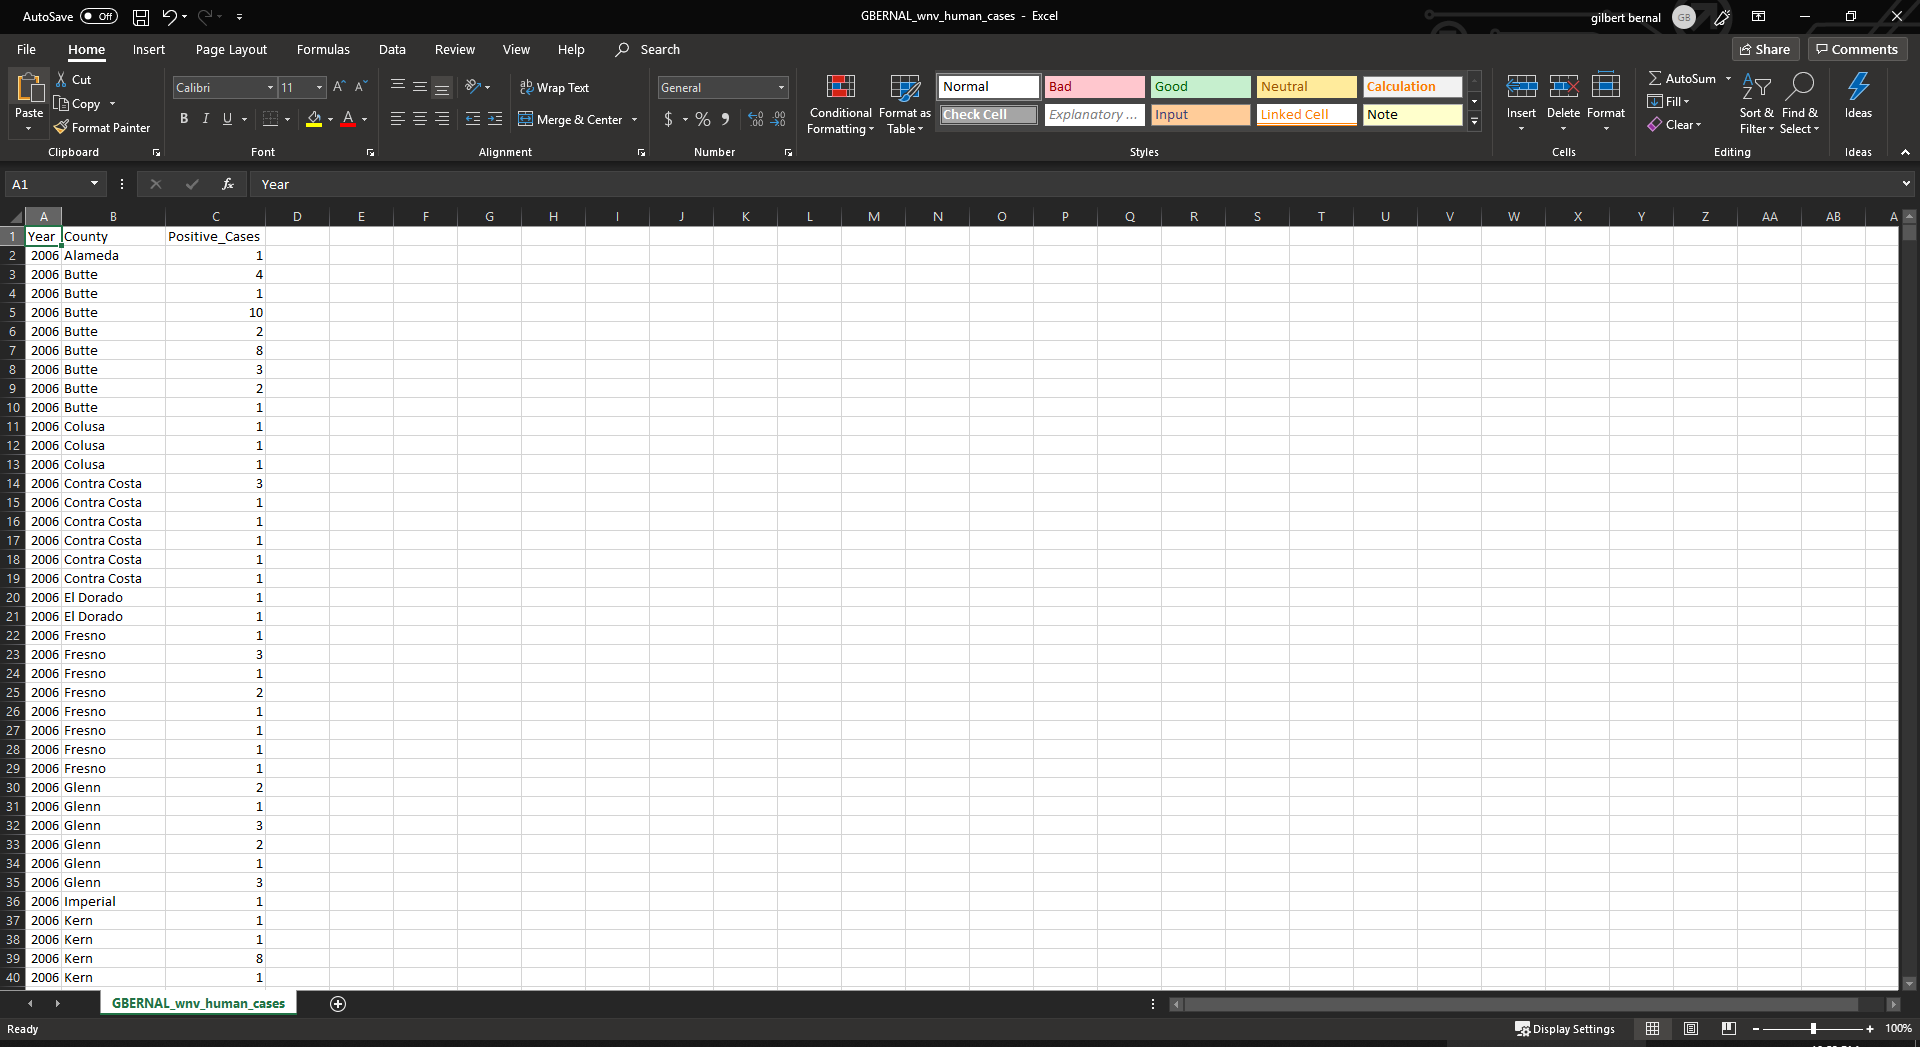 AutoSave Off
GBERNAL_wnv_human_cases - Excel
gilbert bernal GB
File Home Insert Page Layout Formulas Data Review View Help Search Share Comments
Paste
Cut
Copy
Format Painter
Clipboard
Calibri 11
B I U A
Font
Wrap Text
Merge & Center
Alignment
General
$ % 9
Number
Conditional Formatting
Format as Table
Normal Bad Good Neutral Calculation
Check Cell Explanatory ... Input Linked Cell Note
Styles
Insert Delete Format
Cells
AutoSum
Fill
Clear
Sort & Filter
Find & Select
Editing
Ideas
Ideas
A1 fx Year
A B C D E F G H I J K L M N O P Q R S T U V W X Y Z AA AB A
1 Year County Positive_Cases
2 2006 Alameda 1
3 2006 Butte 4
4 2006 Butte 1
5 2006 Butte 10
6 2006 Butte 2
7 2006 Butte 8
8 2006 Butte 3
9 2006 Butte 2
10 2006 Butte 1
11 2006 Colusa 1
12 2006 Colusa 1
13 2006 Colusa 1
14 2006 Contra Costa 3
15 2006 Contra Costa 1
16 2006 Contra Costa 1
17 2006 Contra Costa 1
18 2006 Contra Costa 1
19 2006 Contra Costa 1
20 2006 El Dorado 1
21 2006 El Dorado 1
22 2006 Fresno 1
23 2006 Fresno 3
24 2006 Fresno 1
25 2006 Fresno 2
26 2006 Fresno 1
27 2006 Fresno 1
28 2006 Fresno 1
29 2006 Fresno 1
30 2006 Glenn 2
31 2006 Glenn 1
32 2006 Glenn 3
33 2006 Glenn 2
34 2006 Glenn 1
35 2006 Glenn 3
36 2006 Imperial 1
37 2006 Kern 1
38 2006 Kern 1
39 2006 Kern 8
40 2006 Kern 1
GBERNAL_wnv_human_cases
Ready
Display Settings
100%